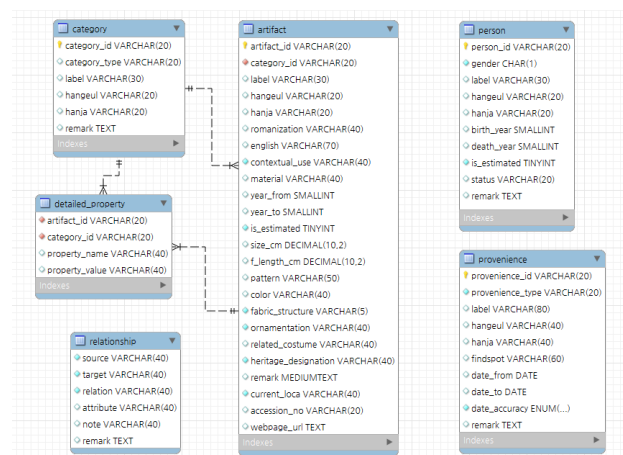 category
category_id VARCHAR(20)
category_type VARCHAR(20)
label VARCHAR(30)
hangeul VARCHAR(20)
hanja VARCHAR(20)
remark TEXT
Indexes
detailed_property
artifact_id VARCHAR(20)
category_id VARCHAR(20)
property_name VARCHAR(40)
property_value VARCHAR(40)
Indexes
relationship
source VARCHAR(40)
target VARCHAR(40)
relation VARCHAR(40)
attribute VARCHAR(40)
note VARCHAR(40)
remark TEXT
artifact
artifact_id VARCHAR(20)
category_id VARCHAR(20)
label VARCHAR(30)
hangeul VARCHAR(20)
hanja VARCHAR(20)
romanization VARCHAR(40)
english VARCHAR(70)
contextual_use VARCHAR(40)
material VARCHAR(40)
year_from SMALLINT
year_to SMALLINT
is_estimated TINYINT
size_cm DECIMAL(10,2)
f_length_cm DECIMAL(10,2)
pattern VARCHAR(50)
color VARCHAR(40)
fabric_structure VARCHAR(5)
ornamentation VARCHAR(40)
related_costume VARCHAR(40)
heritage_designation VARCHAR(40)
remark MEDIUMTEXT
current_loca VARCHAR(40)
accession_no VARCHAR(20)
webpage_url TEXT
Indexes
person
person_id VARCHAR(20)
gender CHAR(1)
label VARCHAR(30)
hangeul VARCHAR(20)
hanja VARCHAR(20)
birth_year SMALLINT
death_year SMALLINT
is_estimated TINYINT
status VARCHAR(20)
remark TEXT
Indexes
provenience
provenience_id VARCHAR(20)
provenience_type VARCHAR(20)
label VARCHAR(80)
hangeul VARCHAR(40)
hanja VARCHAR(40)
findspot VARCHAR(60)
date_from DATE
date_to DATE
date_accuracy ENUM(...)
remark TEXT
Indexes